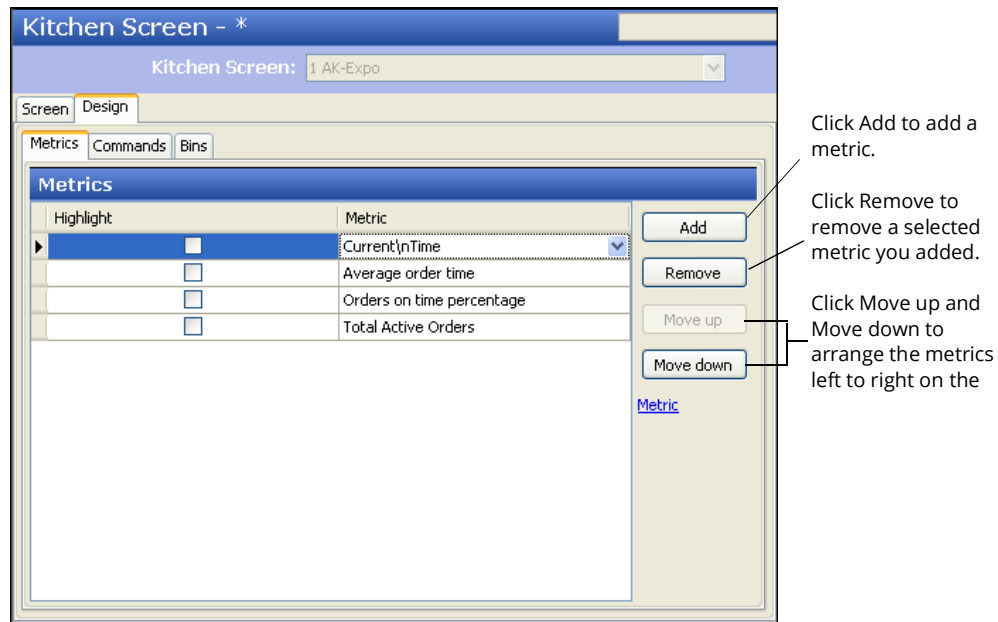 Kitchen Screen - *
Kitchen Screen: 1 AK-Expo
Screen Design
Metrics Commands Bins
Metrics
Highlight Metric
Current\nTime
Average order time
Orders on time percentage
Total Active Orders
Add
Remove
Move up
Move down
Metric
Click Add to add a
metric.
Click Remove to
remove a selected
metric you added.
Click Move up and
Move down to
arrange the metrics
left to right on the